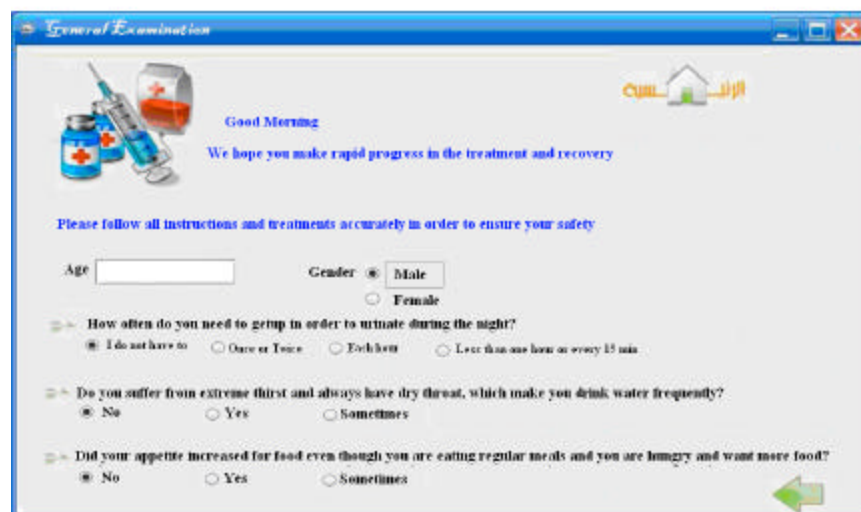 General Examination
الرئـ ـسية
Good Morning
We hope you make rapid progress in the treatment and recovery
Please follow all instructions and treatments accurately in order to ensure your safety
Age
Gender Male
Female
How often do you need to getup in order to urinate during the night?
I do not have to Once or Twice Each hour Less than one hour or every 15 min
Do you suffer from extreme thirst and always have dry throat, which make you drink water frequently?
No Yes Sometimes
Did your appetite increased for food even though you are eating regular meals and you are hungry and want more food?
No Yes Sometimes